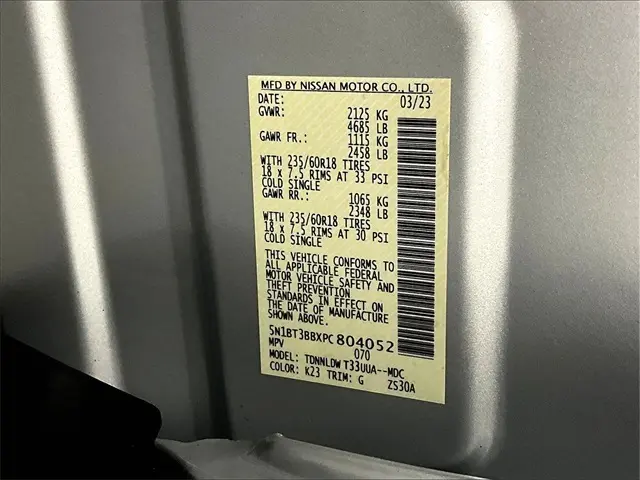 MFD BY NISSAN MOTOR CO., LTD.
DATE: 03/23
GVWR: 2125 KG
4685 LB
GAWR FR.: 1115 KG
2458 LB
WITH 235/60R18 TIRES
18 x 7.5 RIMS AT 33 PSI
COLD SINGLE
GAWR RR.: 1065 KG
2348 LB
WITH 235/60R18 TIRES
18 x 7.5 RIMS AT 30 PSI
COLD SINGLE
THIS VEHICLE CONFORMS TO
ALL APPLICABLE FEDERAL
MOTOR VEHICLE SAFETY AND
THEFT PREVENTION
STANDARDS IN EFFECT ON
THE DATE OF MANUFACTURE
SHOWN ABOVE.
5N1BT3BBXPC804052
MPV 070
MODEL: TDNNLDW T33UUA--MDC
COLOR: K23 TRIM: G ZS30A